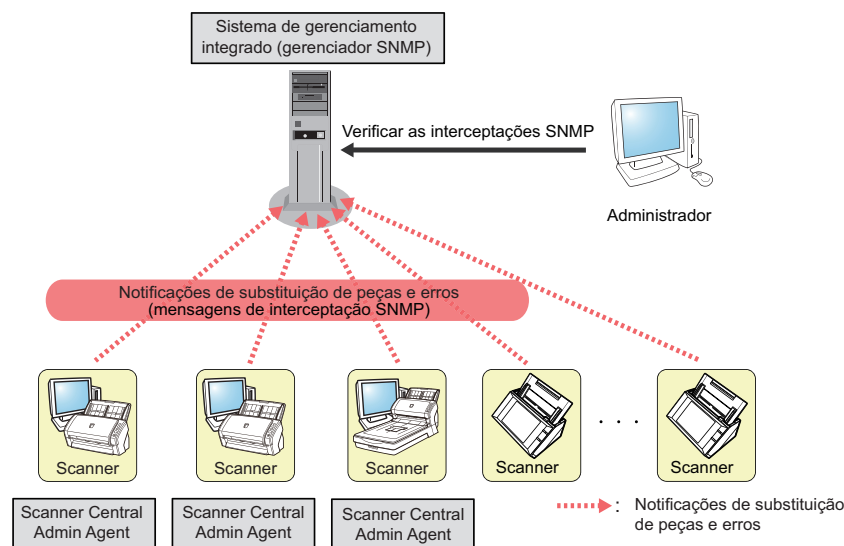 Sistema de gerenciamento
integrado (gerenciador SNMP)
Verificar as interceptações SNMP
Administrador
Notificações de substituição de peças e erros
(mensagens de interceptação SNMP)
Scanner
Scanner
Scanner
Scanner
. . .
Scanner
Scanner Central
Admin Agent
Scanner Central
Admin Agent
Scanner Central
Admin Agent
: Notificações de substituição
de peças e erros